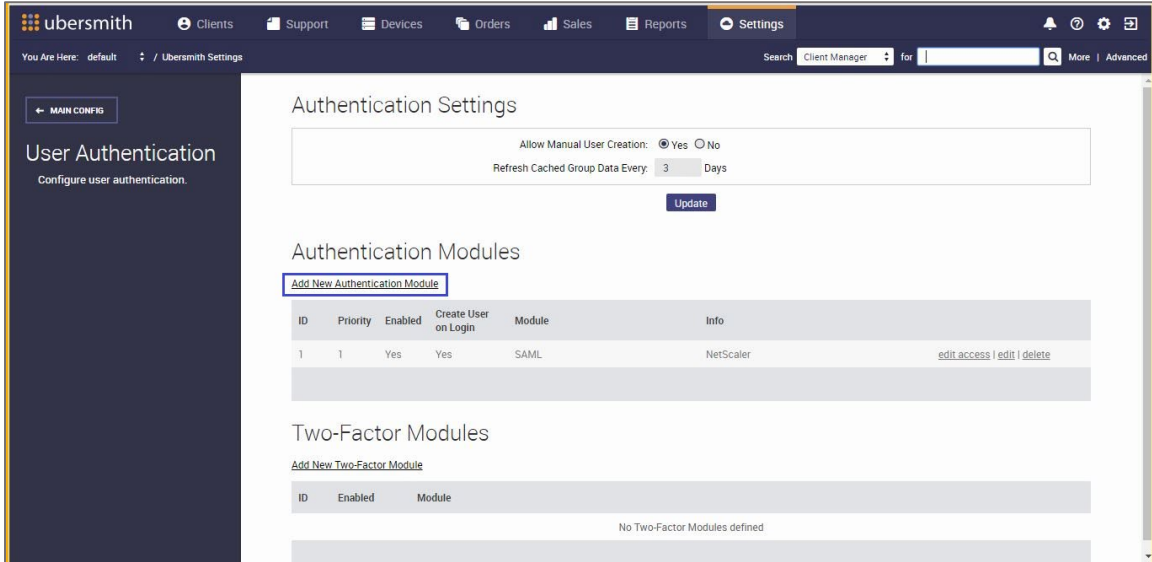 ubersmith Clients Support Devices Orders Sales Reports Settings
You Are Here: default / Ubersmith Settings Search Client Manager for More | Advanced
← MAIN CONFIG
User Authentication
Configure user authentication.
Authentication Settings
Allow Manual User Creation: Yes No
Refresh Cached Group Data Every: 3 Days
Update
Authentication Modules
Add New Authentication Module
ID Priority Enabled Create User on Login Module Info
1 1 Yes Yes SAML NetScaler edit access | edit | delete
Two-Factor Modules
Add New Two-Factor Module
ID Enabled Module
No Two-Factor Modules defined